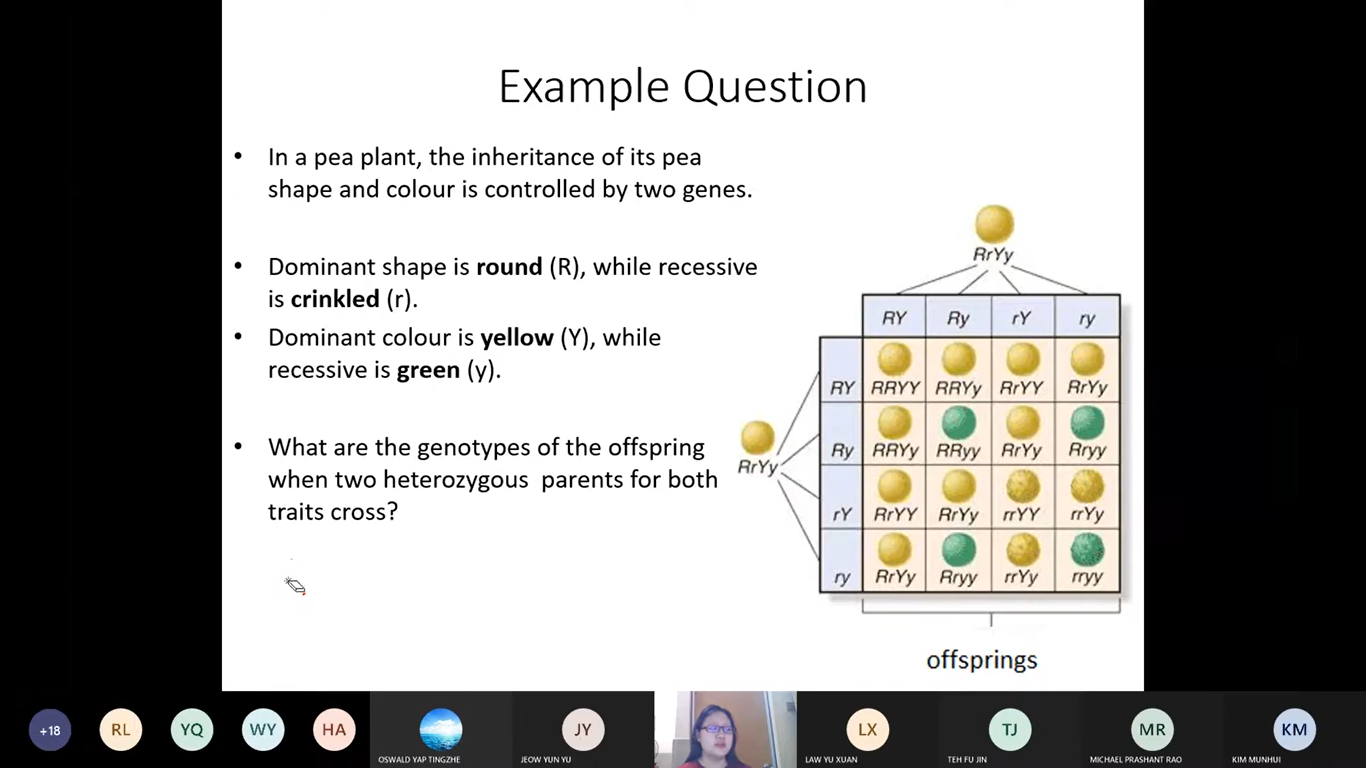 Example Question
• In a pea plant, the inheritance of its pea
shape and colour is controlled by two genes.
• Dominant shape is round (R), while recessive
is crinkled (r).
• Dominant colour is yellow (Y), while
recessive is green (y).
• What are the genotypes of the offspring
when two heterozygous  parents for both
traits cross?
RrYy
RY Ry rY ry
RY RRYY RRYy RrYY RrYy
RrYy
Ry RRYy RRyy RrYy Rryy
rY RrYY RrYy rrYY rrYy
ry RrYy Rryy rrYy rryy
offsprings
+18 RL YQ WY HA JY LX TJ MR KM
OSWALD YAP TINGZHE JEOW YUN YU LAW YU XUAN TEH FU JIN MICHAEL PRASHANT RAO KIM MUNHUI